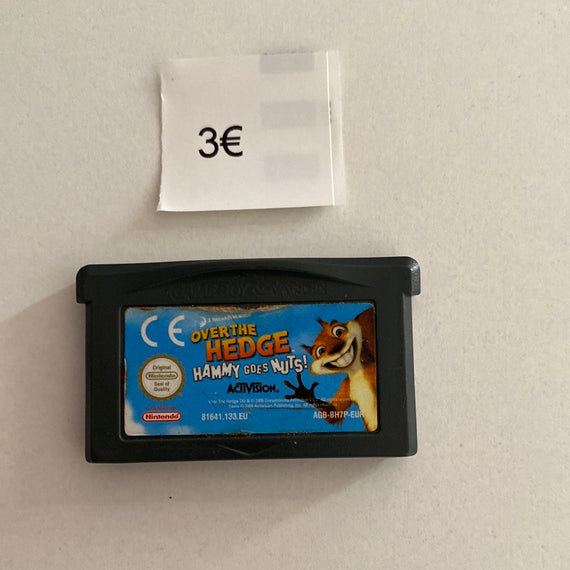 3€
GAME BOY ADVANCE
CE
OVER THE
HEDGE
HAMMY GOES NUTS!
ACTIVISION
Original
Nintendo
Seal of
Quality
Nintendo
81641.133.EU
AGB-BH7P-EUR